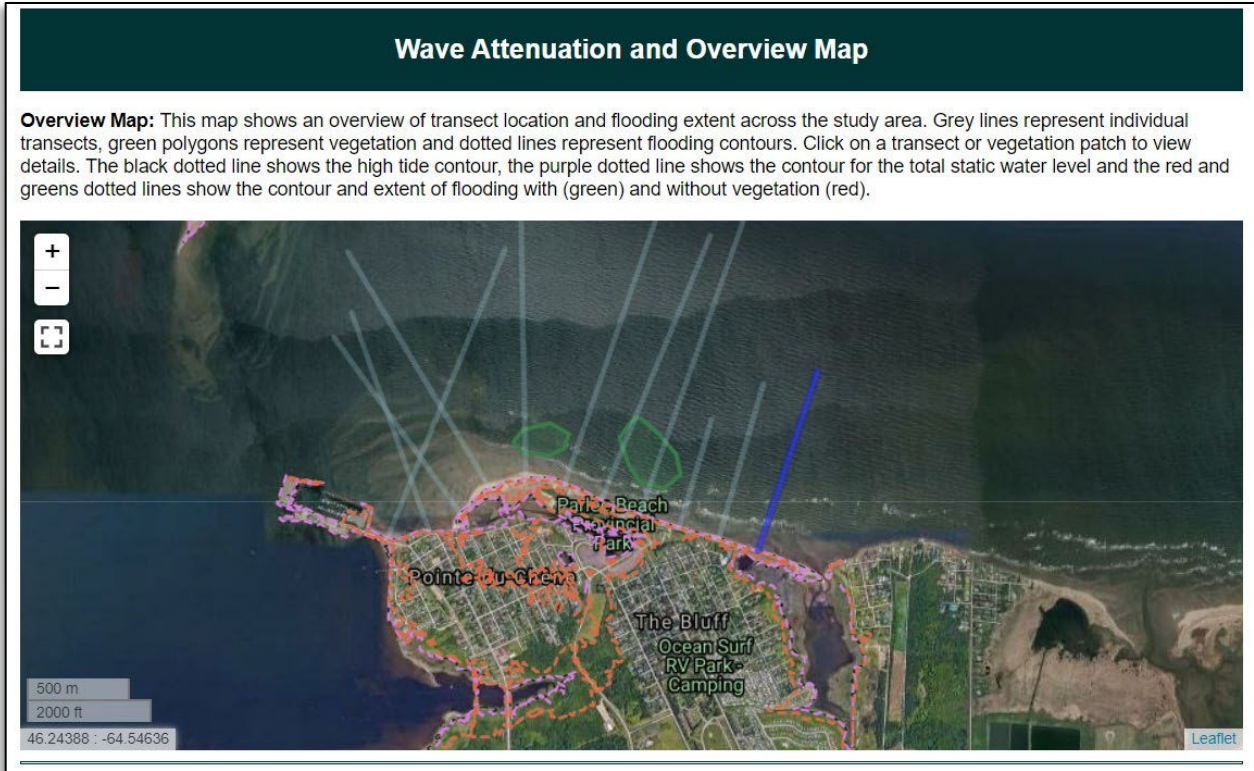 Wave Attenuation and Overview Map
Overview Map: This map shows an overview of transect location and flooding extent across the study area. Grey lines represent individual
transects, green polygons represent vegetation and dotted lines represent flooding contours. Click on a transect or vegetation patch to view
details. The black dotted line shows the high tide contour, the purple dotted line shows the contour for the total static water level and the red and
greens dotted lines show the contour and extent of flooding with (green) and without vegetation (red).
+
−
Parlee Beach
Provincial
Park
Pointe-du-Chêne
The Bluff
Ocean Surf
RV Park -
Camping
500 m
2000 ft
46.24388 : -64.54636
Leaflet